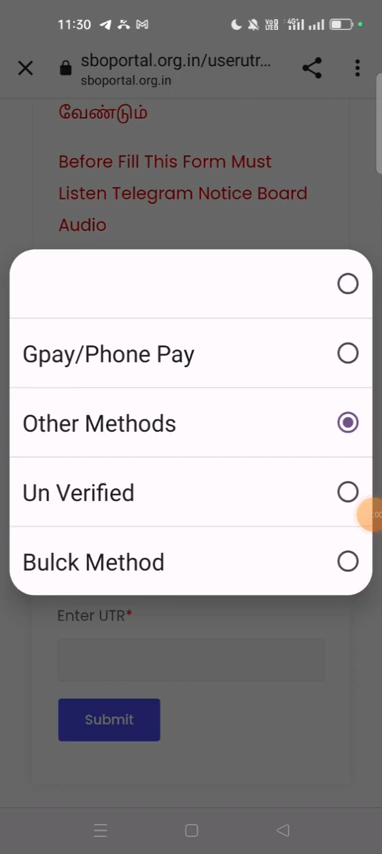 11:30
sboportal.org.in/userutr...
sboportal.org.in
வேண்டும்
Before Fill This Form Must
Listen Telegram Notice Board
Audio
Gpay/Phone Pay
Other Methods
Un Verified
Bulck Method
Enter UTR*
Submit